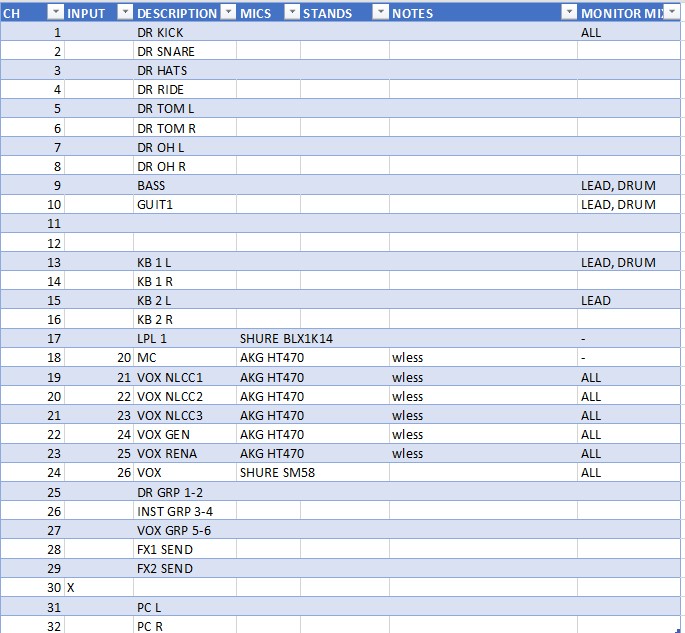 CH INPUT DESCRIPTION MICS STANDS NOTES MONITOR MIX
1 DR KICK ALL
2 DR SNARE
3 DR HATS
4 DR RIDE
5 DR TOM L
6 DR TOM R
7 DR OH L
8 DR OH R
9 BASS LEAD, DRUM
10 GUIT1 LEAD, DRUM
11
12
13 KB 1 L LEAD, DRUM
14 KB 1 R
15 KB 2 L LEAD
16 KB 2 R
17 LPL 1 SHURE BLX1K14 -
18 20 MC AKG HT470 wless -
19 21 VOX NLCC1 AKG HT470 wless ALL
20 22 VOX NLCC2 AKG HT470 wless ALL
21 23 VOX NLCC3 AKG HT470 wless ALL
22 24 VOX GEN AKG HT470 wless ALL
23 25 VOX RENA AKG HT470 wless ALL
24 26 VOX SHURE SM58 ALL
25 DR GRP 1-2
26 INST GRP 3-4
27 VOX GRP 5-6
28 FX1 SEND
29 FX2 SEND
30 X
31 PC L
32 PC R